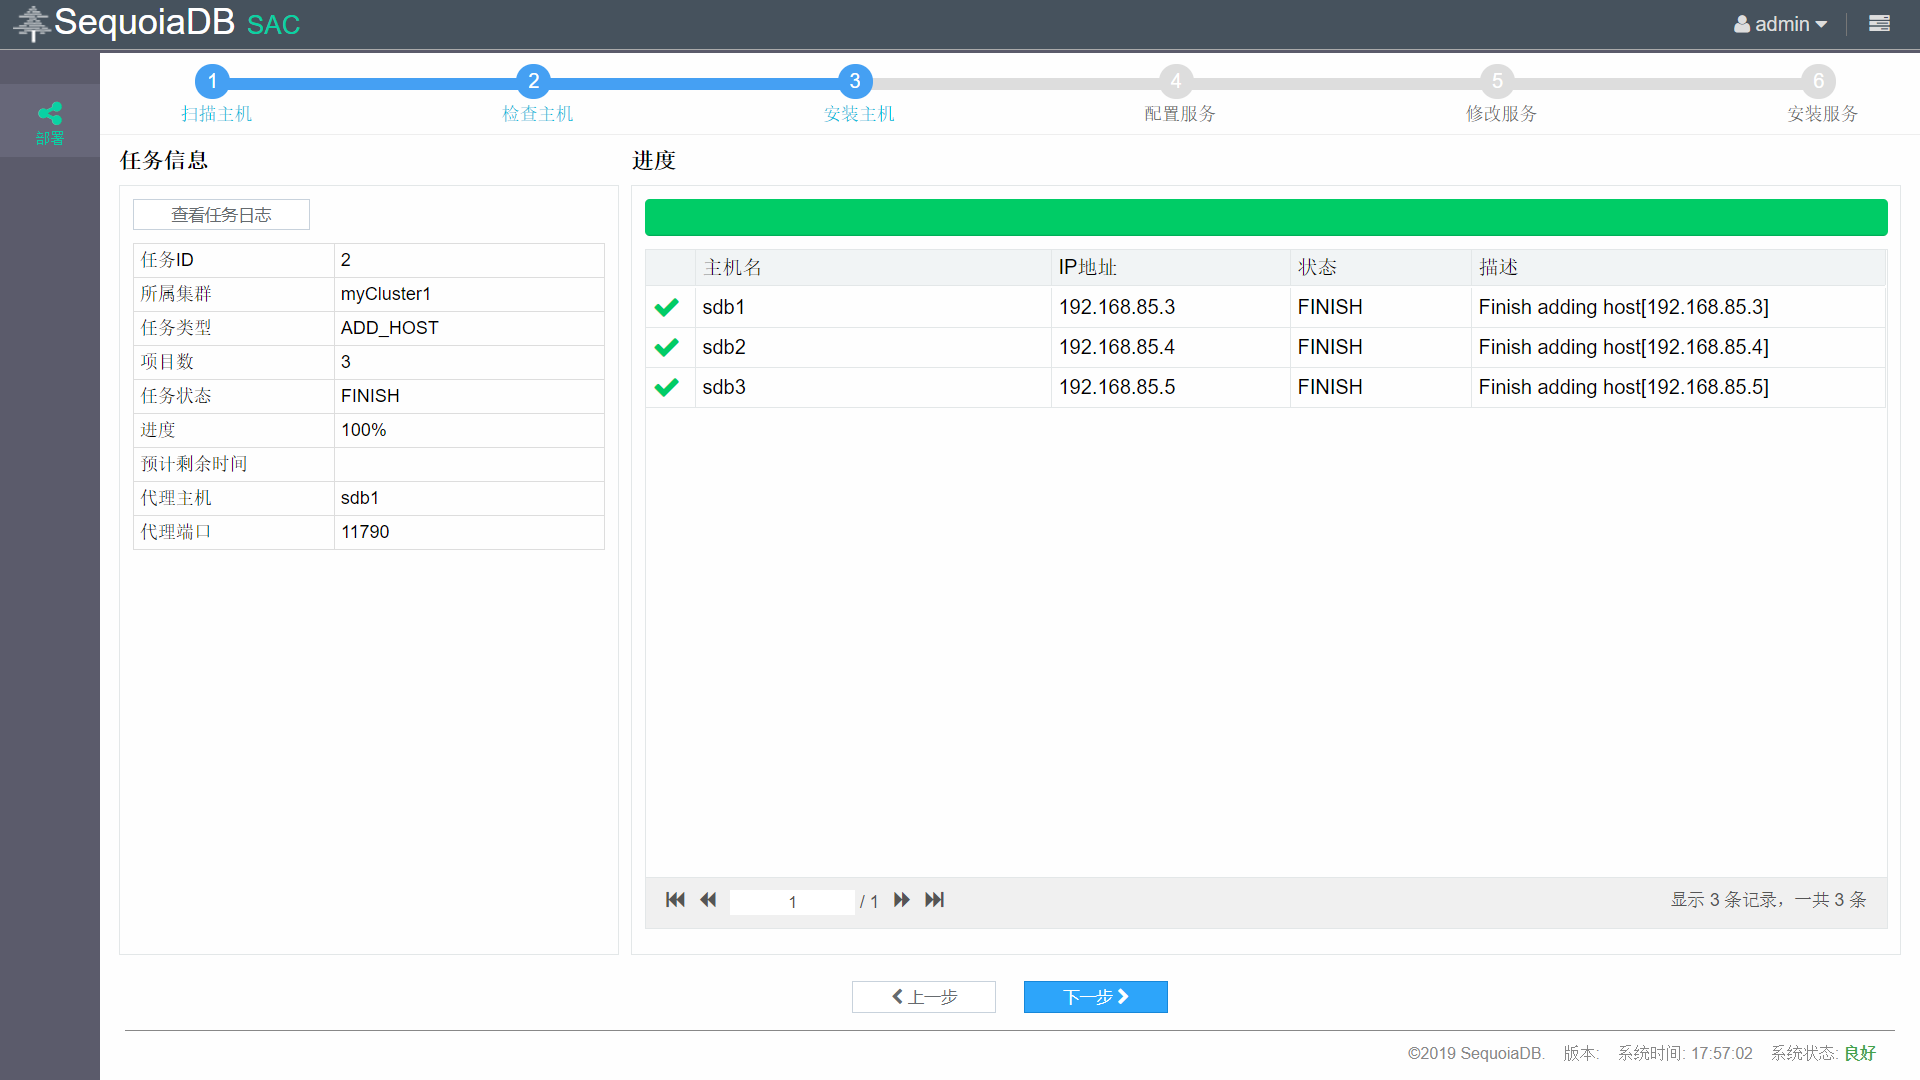 SequoiaDB SAC
admin
1 2 3 4 5 6
扫描主机 检查主机 安装主机 配置服务 修改服务 安装服务
部署
任务信息
查看任务日志
任务ID 2
所属集群 myCluster1
任务类型 ADD_HOST
项目数 3
任务状态 FINISH
进度 100%
预计剩余时间
代理主机 sdb1
代理端口 11790
进度
主机名 IP地址 状态 描述
sdb1 192.168.85.3 FINISH Finish adding host[192.168.85.3]
sdb2 192.168.85.4 FINISH Finish adding host[192.168.85.4]
sdb3 192.168.85.5 FINISH Finish adding host[192.168.85.5]
1 / 1 显示 3 条记录，一共 3 条
上一步 下一步
©2019 SequoiaDB. 版本: 系统时间: 17:57:02 系统状态: 良好